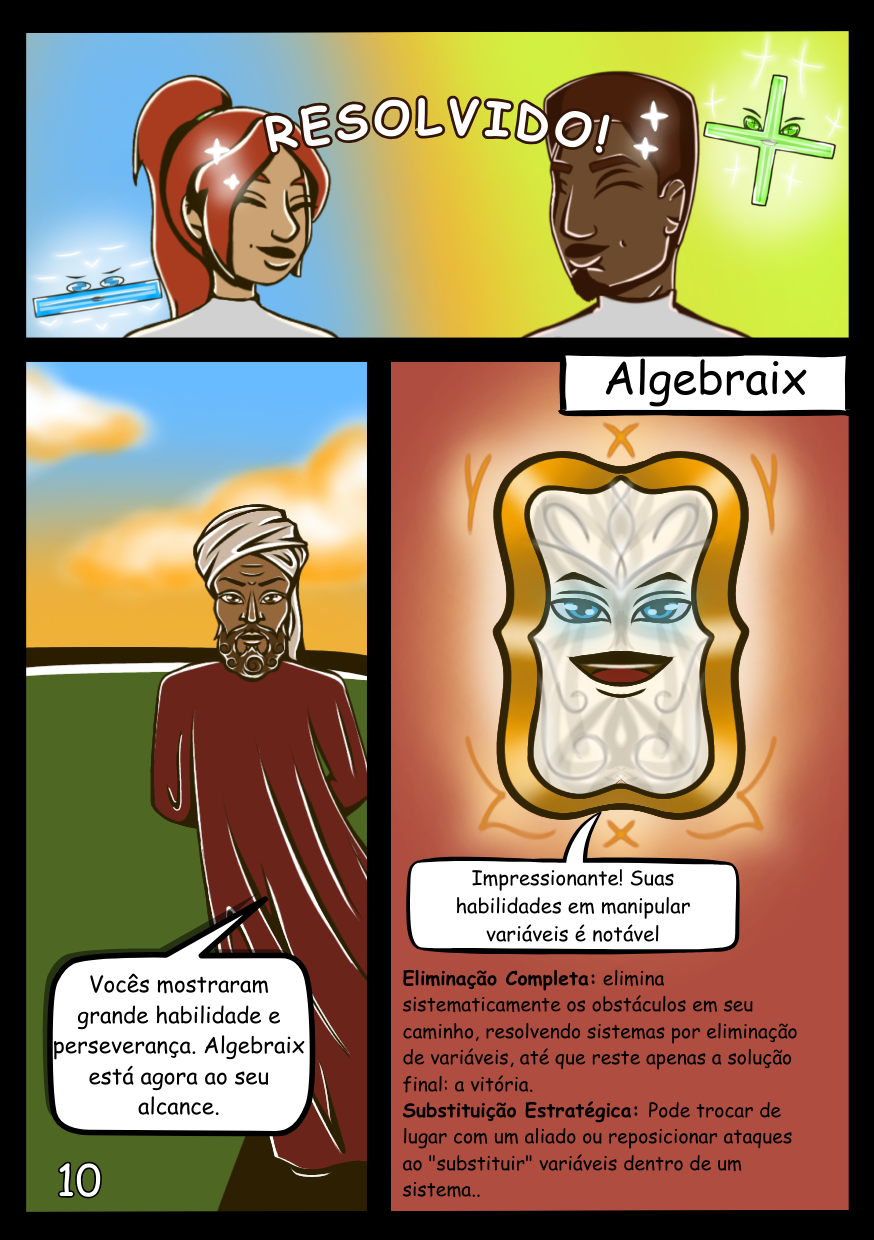 RESOLVIDO!
Algebraix
Impressionante! Suas
habilidades em manipular
variáveis é notável
Vocês mostraram
grande habilidade e
perseverança. Algebraix
está agora ao seu
alcance.
Eliminação Completa: elimina
sistematicamente os obstáculos em seu
caminho, resolvendo sistemas por eliminação
de variáveis, até que reste apenas a solução
final: a vitória.
Substituição Estratégica: Pode trocar de
lugar com um aliado ou reposicionar ataques
ao "substituir" variáveis dentro de um
sistema..
10